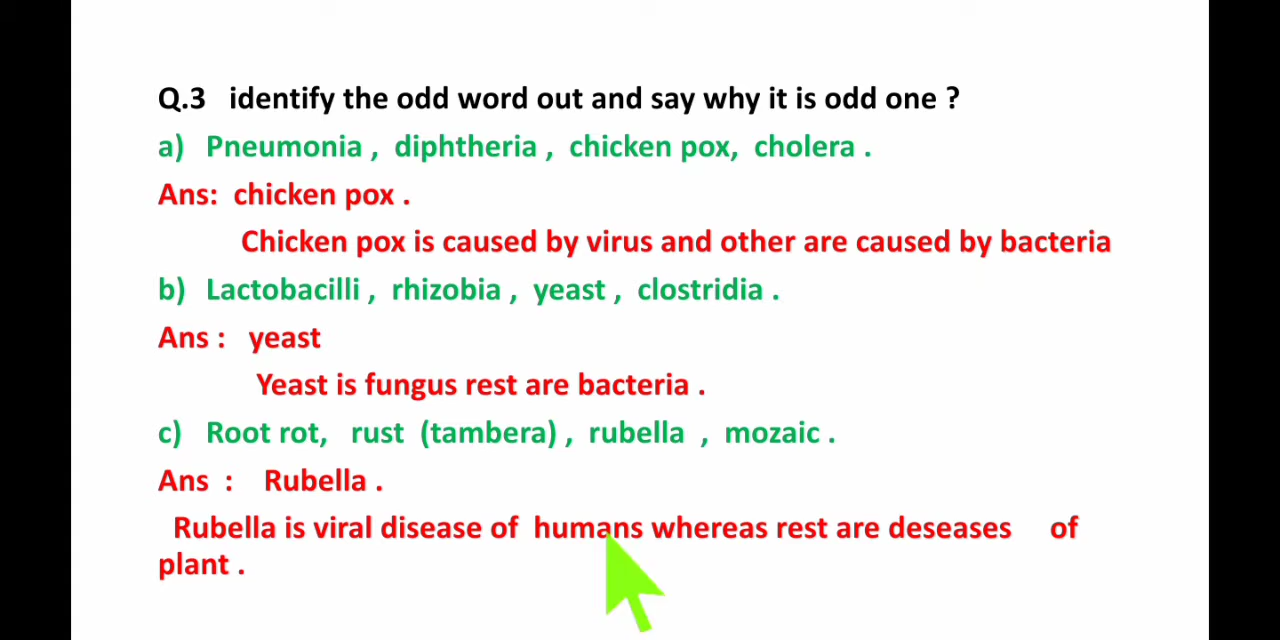 Q.3 identify the odd word out and say why it is odd one ?
a) Pneumonia , diphtheria , chicken pox, cholera .
Ans: chicken pox .
Chicken pox is caused by virus and other are caused by bacteria
b) Lactobacilli , rhizobia , yeast , clostridia .
Ans : yeast
Yeast is fungus rest are bacteria .
c) Root rot, rust (tambera) , rubella , mozaic .
Ans : Rubella .
Rubella is viral disease of humans whereas rest are deseases of
plant .